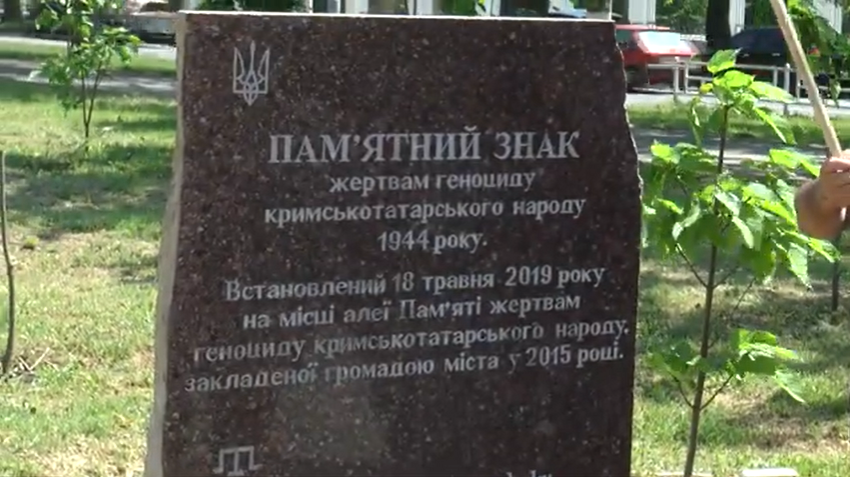 ПАМ'ЯТНИЙ ЗНАК
жертвам геноциду
кримськотатарського народу
1944 року.
Встановлений 18 травня 2019 року
на місці алеї Пам'яті жертвам
геноциду кримськотатарського народу,
закладеної громадою міста у 2015 році.